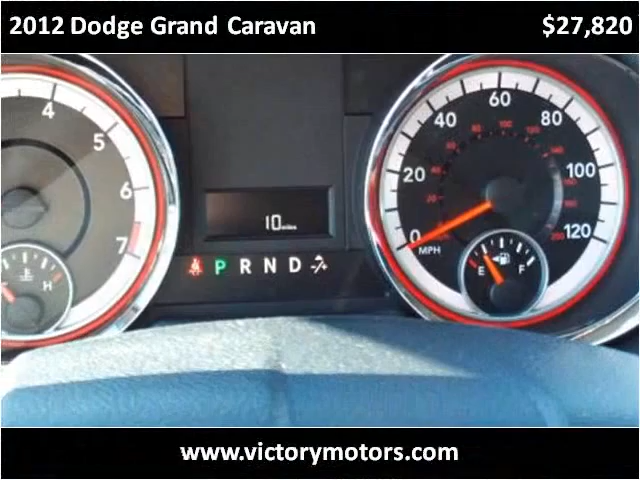 2012 Dodge Grand Caravan $27,820
4
5
6
7
H
10 miles
P R N D
0
20
40
60
80
100
120
MPH
E F
www.victorymotors.com